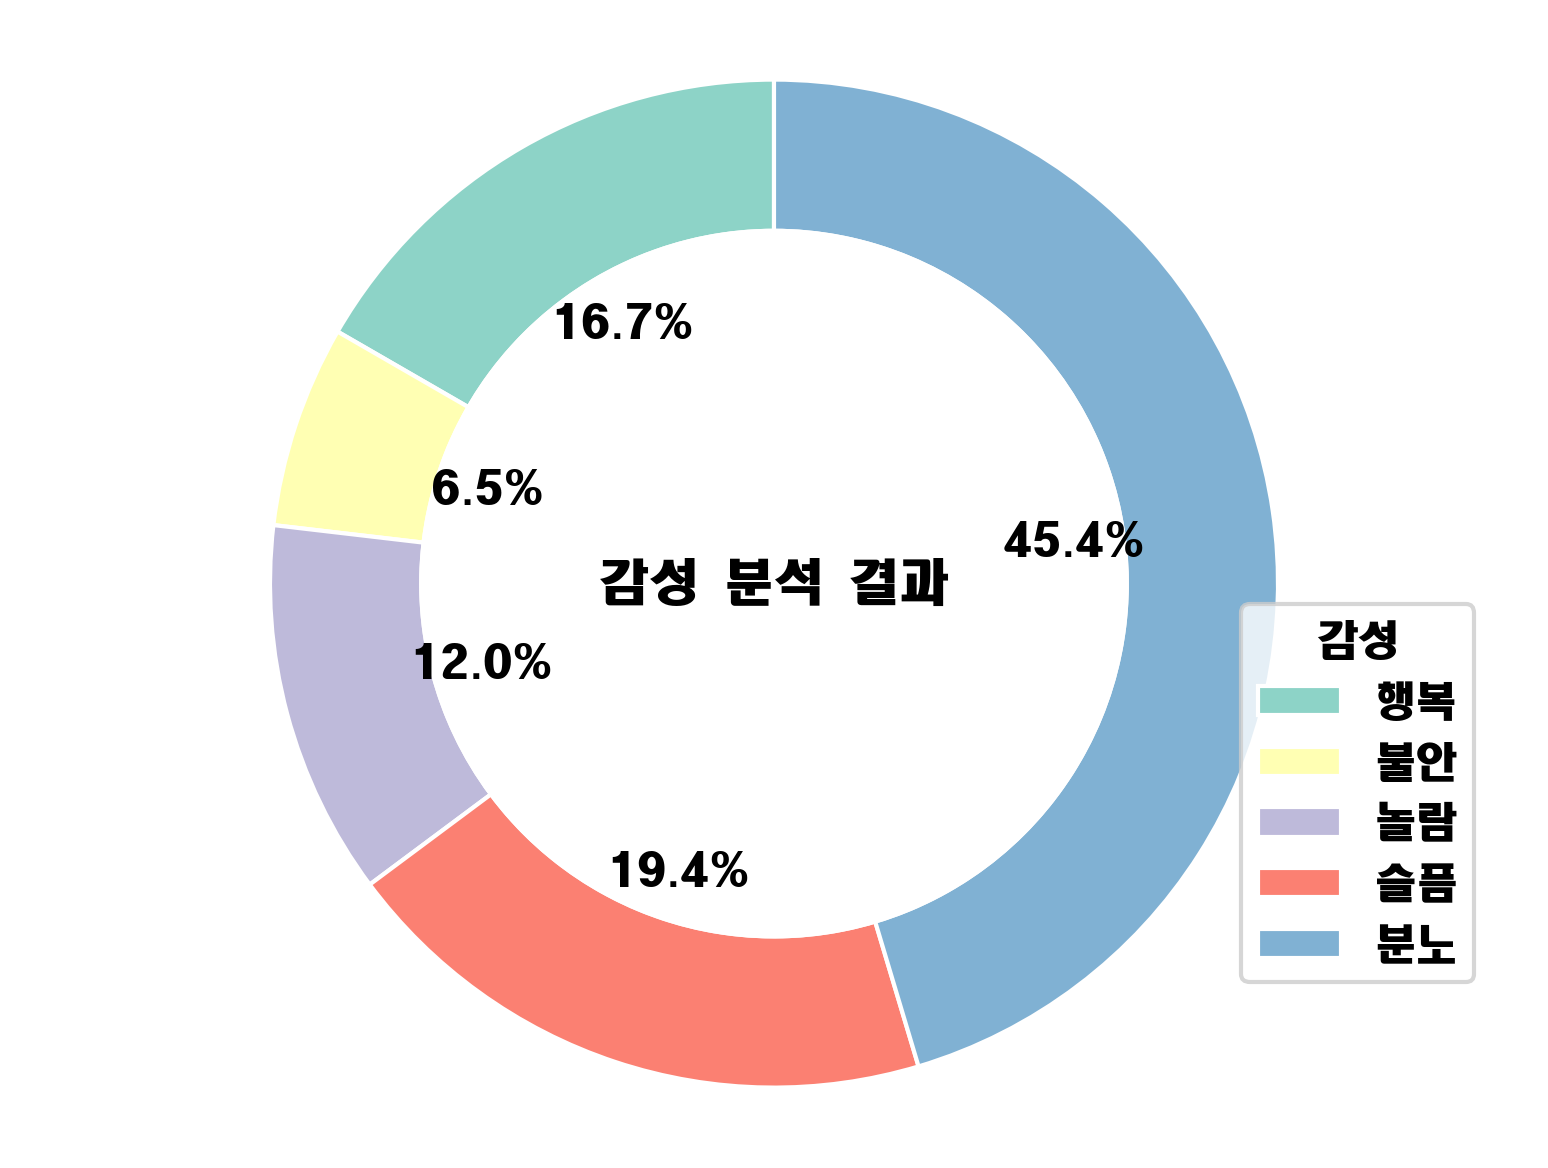 16.7%
6.5%
45.4%
감성 분석 결과
12.0%
19.4%
감성
행복
불안
놀람
슬픔
분노